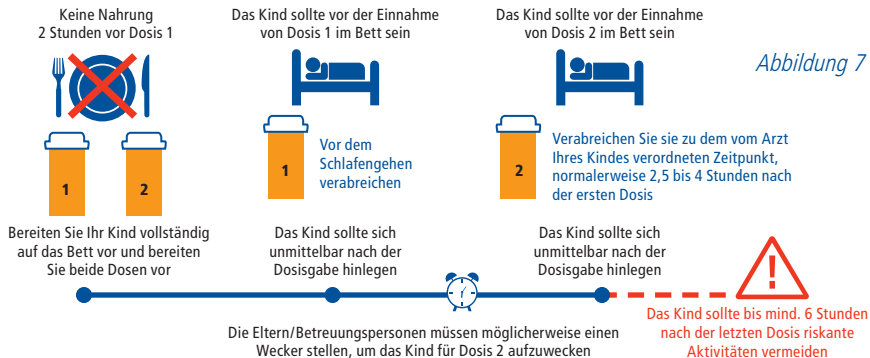 Keine Nahrung
2 Stunden vor Dosis 1
Das Kind sollte vor der Einnahme
von Dosis 1 im Bett sein
Das Kind sollte vor der Einnahme
von Dosis 2 im Bett sein
Abbildung 7
1
2
1
Vor dem
Schlafengehen
verabreichen
2
Verabreichen Sie sie zu dem vom Arzt
Ihres Kindes verordneten Zeitpunkt,
normalerweise 2,5 bis 4 Stunden nach
der ersten Dosis
Bereiten Sie Ihr Kind vollständig
auf das Bett vor und bereiten
Sie beide Dosen vor
Das Kind sollte sich
unmittelbar nach der
Dosisgabe hinlegen
Das Kind sollte sich
unmittelbar nach der
Dosisgabe hinlegen
!
Die Eltern/Betreuungspersonen müssen möglicherweise einen
Wecker stellen, um das Kind für Dosis 2 aufzuwecken
Das Kind sollte bis mind. 6 Stunden
nach der letzten Dosis riskante
Aktivitäten vermeiden